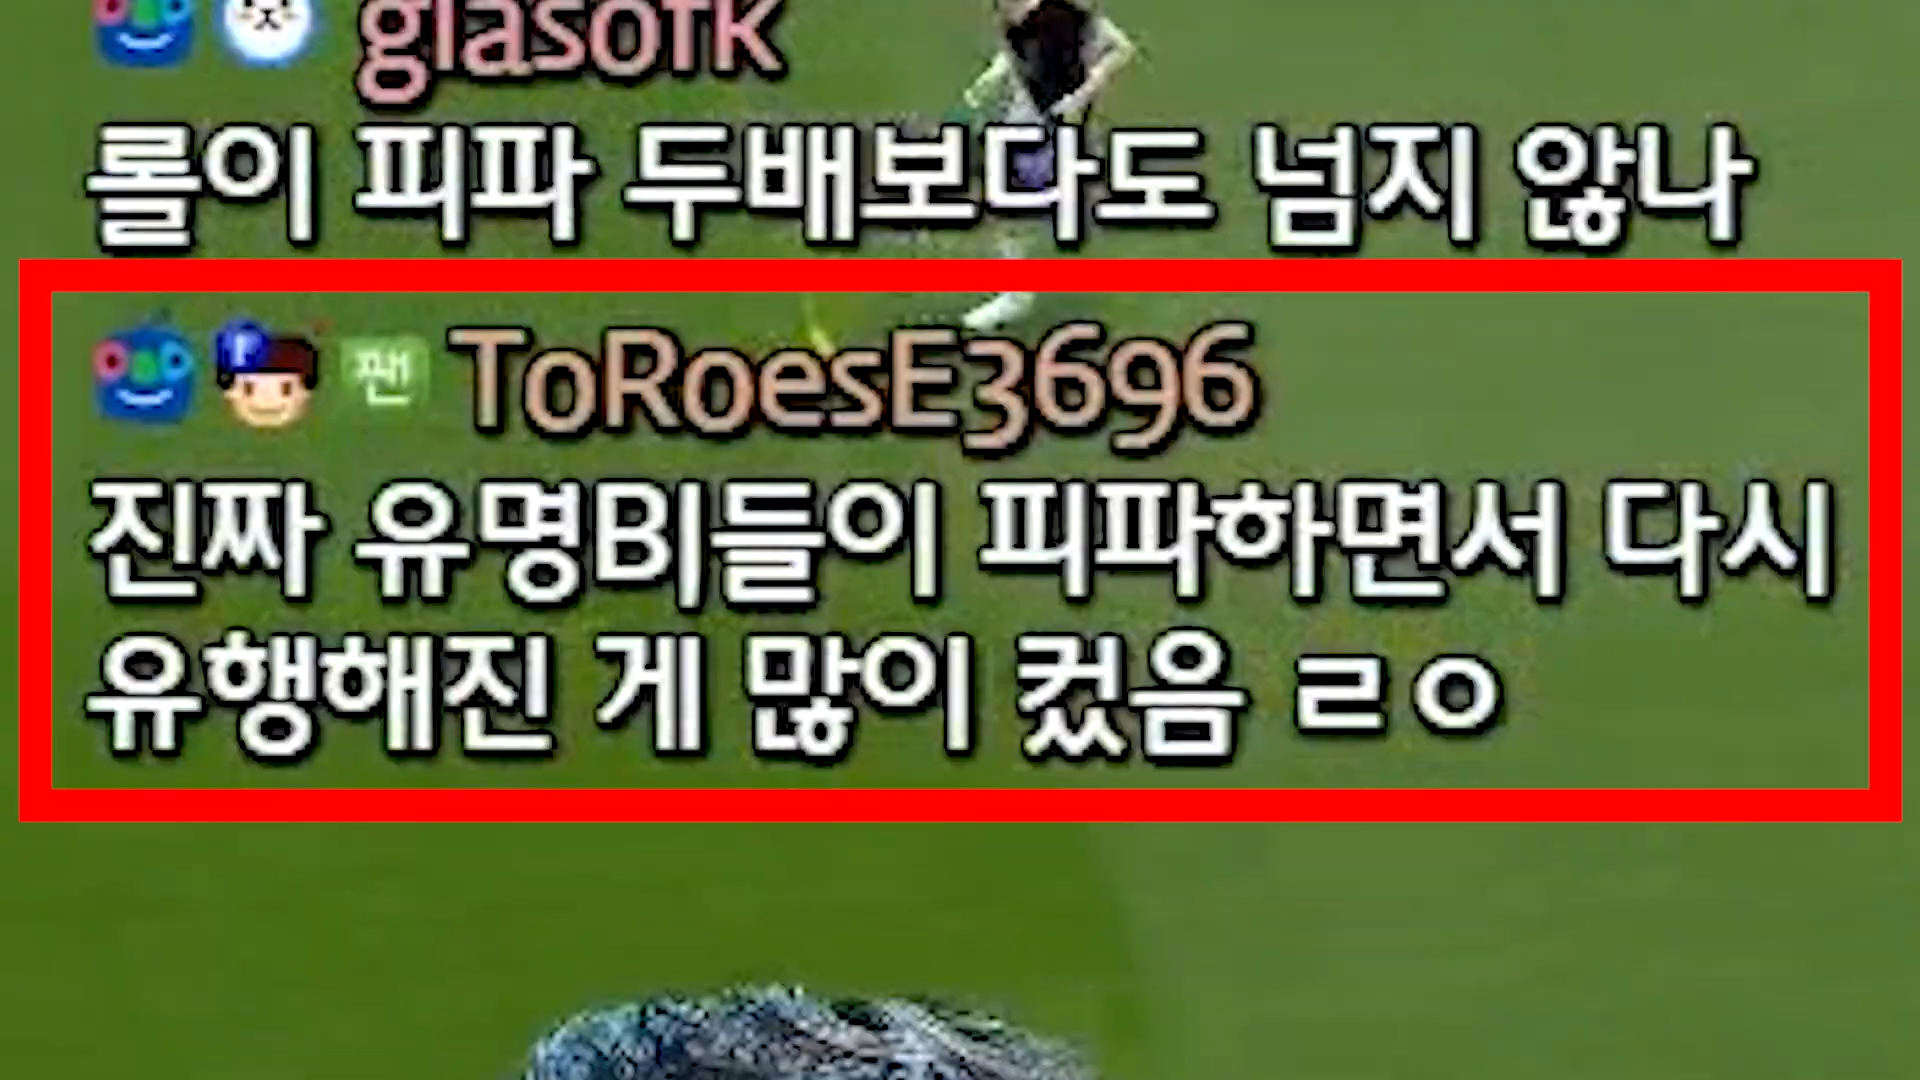 glasofk
롤이 피파 두배보다도 넘지 않나
팬 ToRoesE3696
진짜 유명BJ들이 피파하면서 다시
유행해진 게 많이 컸음 ㄹㅇ